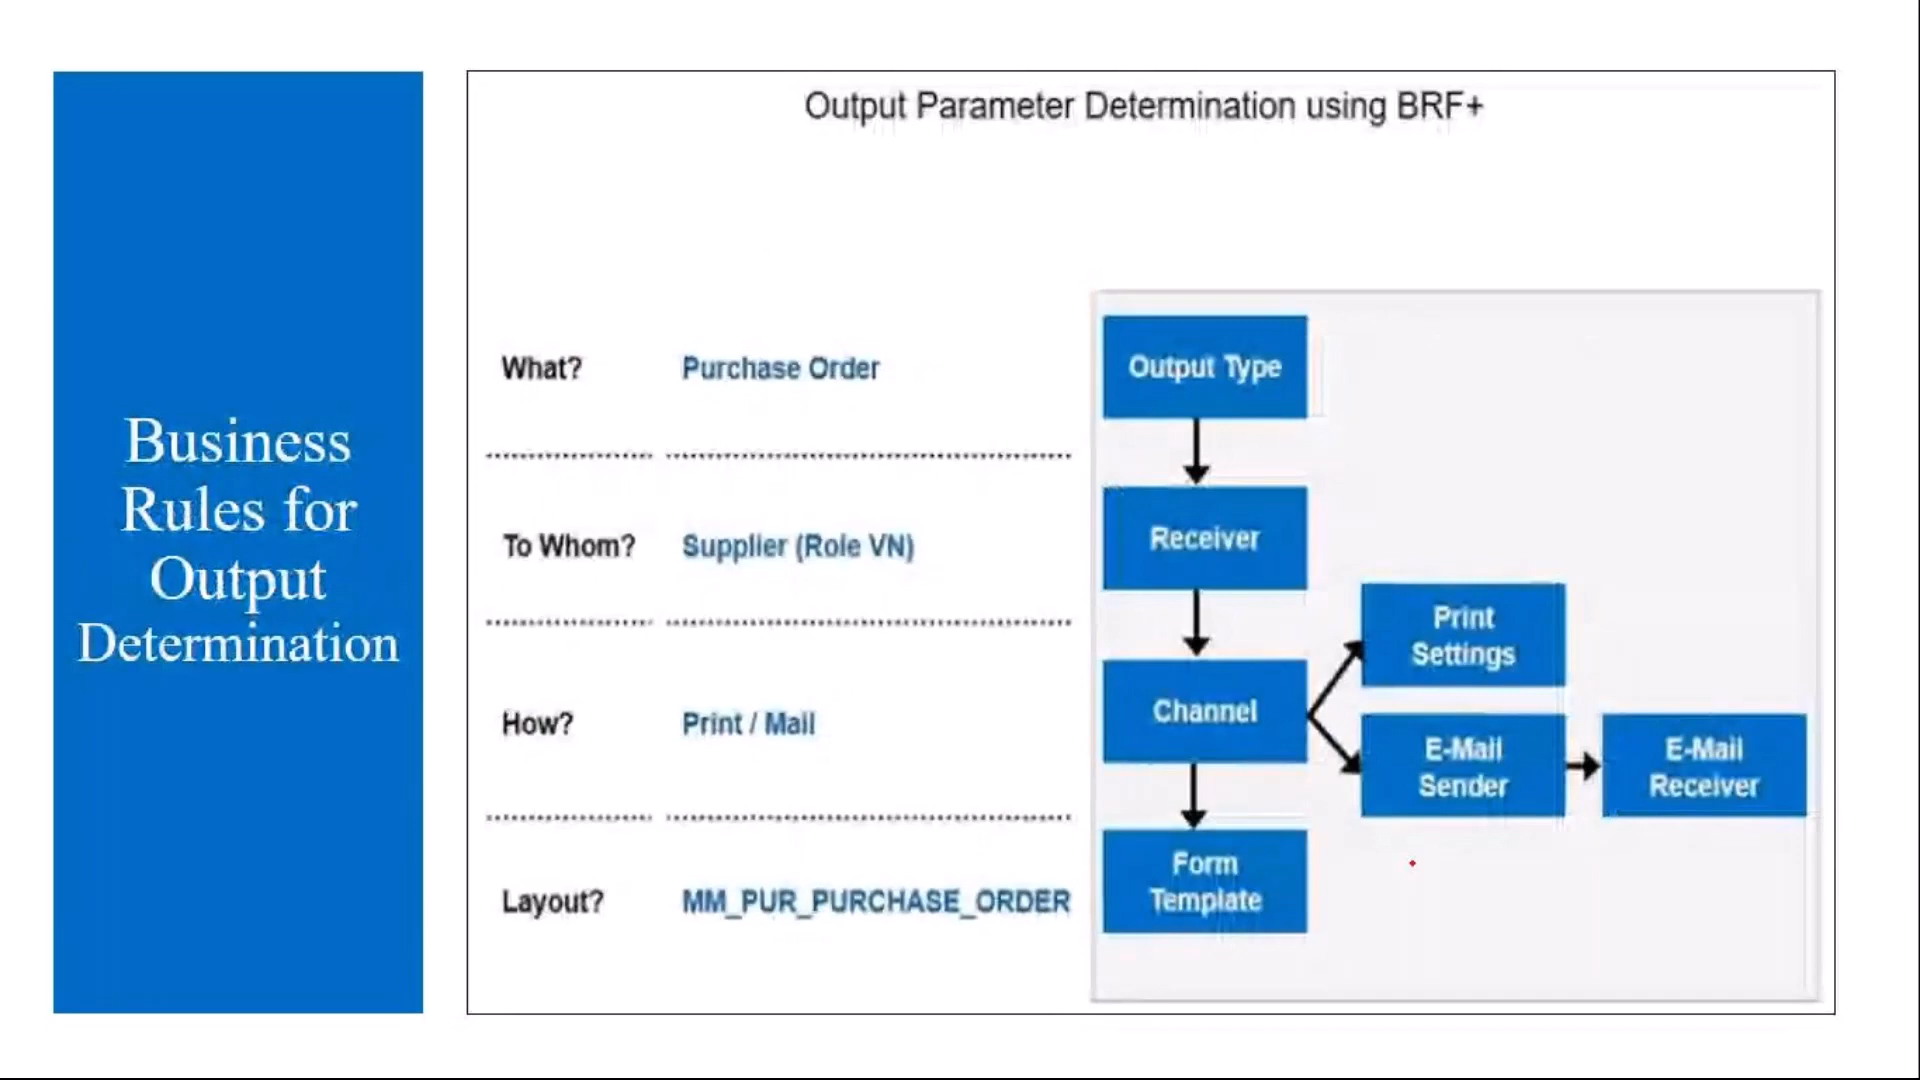 Business
Rules for
Output
Determination
Output Parameter Determination using BRF+
What?
Purchase Order
Output Type
To Whom?
Supplier (Role VN)
Receiver
How?
Print / Mail
Channel
Print
Settings
E-Mail
Sender
E-Mail
Receiver
Layout?
MM_PUR_PURCHASE_ORDER
Form
Template